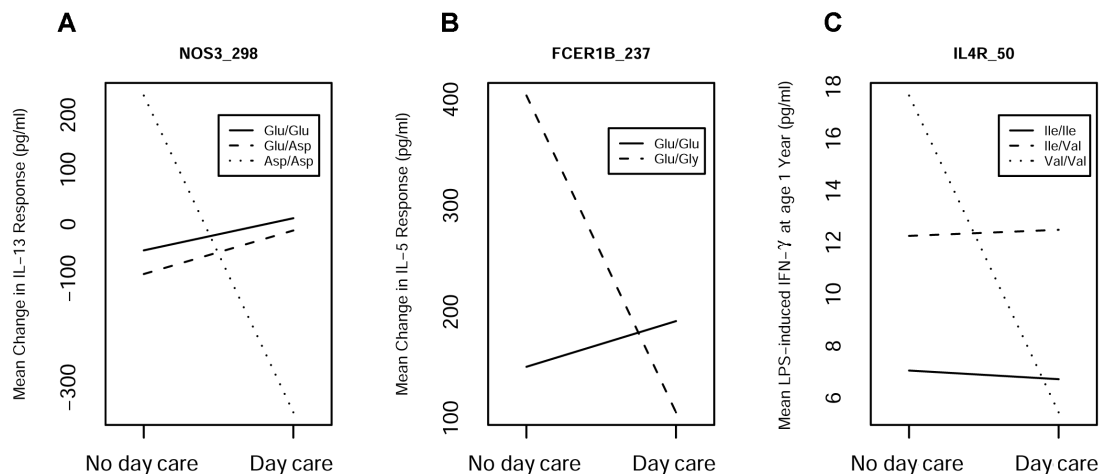 A
NOS3_298
Mean Change in IL−13 Response (pg/ml)
200
100
0
−100
−300
Glu/Glu
Glu/Asp
Asp/Asp
No day care
Day care
B
FCER1B_237
Mean Change in IL−5 Response (pg/ml)
400
300
200
100
Glu/Glu
Glu/Gly
No day care
Day care
C
IL4R_50
Mean LPS−induced IFN−γ at age 1 Year (pg/ml)
18
16
14
12
10
8
6
Ile/Ile
Ile/Val
Val/Val
No day care
Day care